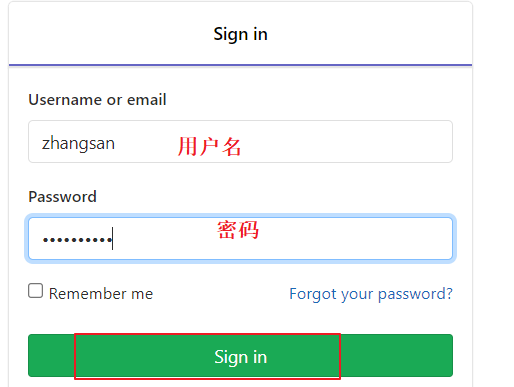 Sign in
Username or email
zhangsan 用户名
Password
•••••••••• 密码
Remember me Forgot your password?
Sign in